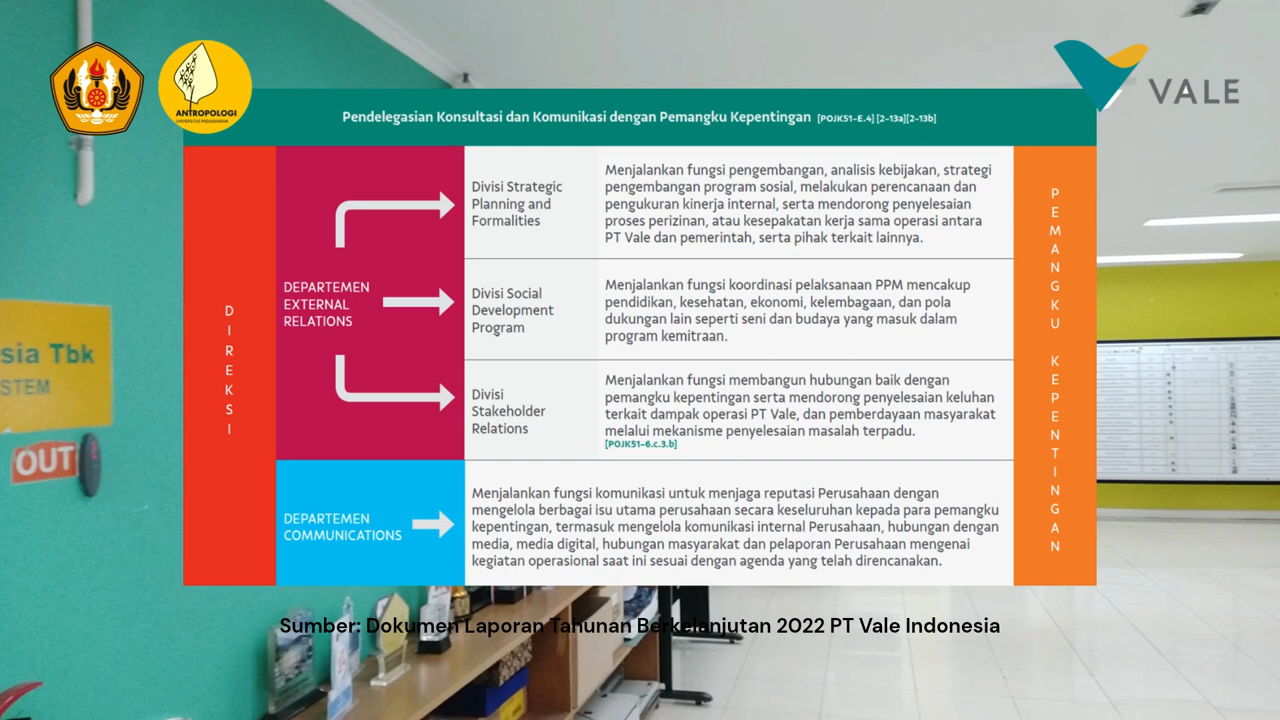 ANTROPOLOGI
UNIVERSITAS PADJADJARAN
VALE
Pendelegasian Konsultasi dan Komunikasi dengan Pemangku Kepentingan [POJK51-E.4] [2-13a][2-13b]
DIREKSI
DEPARTEMEN
EXTERNAL
RELATIONS
Divisi Strategic
Planning and
Formalities
Menjalankan fungsi pengembangan, analisis kebijakan, strategi
pengembangan program sosial, melakukan perencanaan dan
pengukuran kinerja internal, serta mendorong penyelesaian
proses perizinan, atau kesepakatan kerja sama operasi antara
PT Vale dan pemerintah, serta pihak terkait lainnya.
Divisi Social
Development
Program
Menjalankan fungsi koordinasi pelaksanaan PPM mencakup
pendidikan, kesehatan, ekonomi, kelembagaan, dan pola
dukungan lain seperti seni dan budaya yang masuk dalam
program kemitraan.
Divisi
Stakeholder
Relations
Menjalankan fungsi membangun hubungan baik dengan
pemangku kepentingan serta mendorong penyelesaian keluhan
terkait dampak operasi PT Vale, dan pemberdayaan masyarakat
melalui mekanisme penyelesaian masalah terpadu.
[POJK51-6.c.3.b]
DEPARTEMEN
COMMUNICATIONS
Menjalankan fungsi komunikasi untuk menjaga reputasi Perusahaan dengan
mengelola berbagai isu utama perusahaan secara keseluruhan kepada para pemangku
kepentingan, termasuk mengelola komunikasi internal Perusahaan, hubungan dengan
media, media digital, hubungan masyarakat dan pelaporan Perusahaan mengenai
kegiatan operasional saat ini sesuai dengan agenda yang telah direncanakan.
PEMANGKU KEPENTINGAN
sia Tbk
STEM
OUT
Sumber: Dokumen Laporan Tahunan Berkelanjutan 2022 PT Vale Indonesia